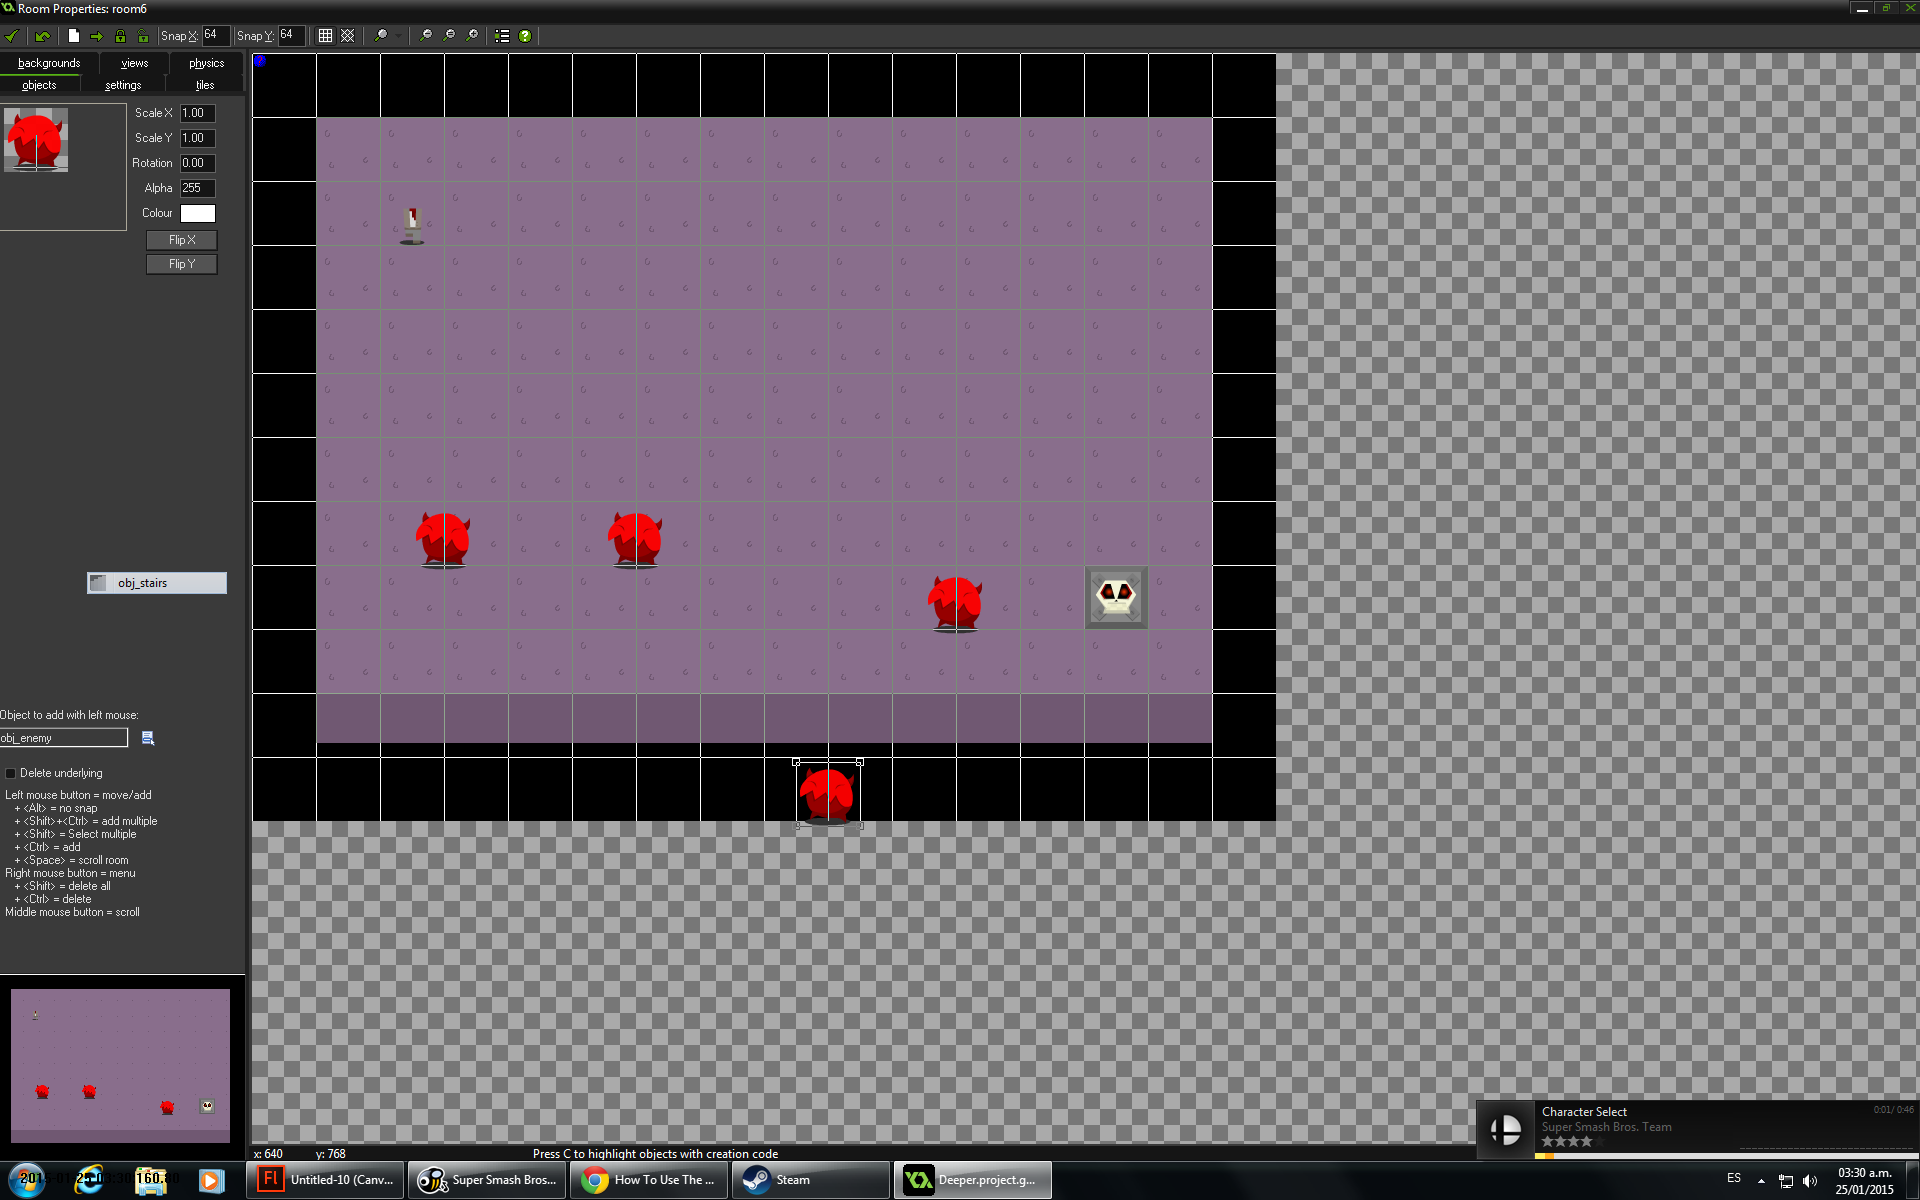 Room Properties: room6
Snap X: 64 Snap Y: 64
backgrounds views physics
objects settings tiles
Scale X 1.00
Scale Y 1.00
Rotation 0.00
Alpha 255
Colour
Flip X
Flip Y
obj_stairs
Object to add with left mouse:
obj_enemy
Delete underlying
Left mouse button = move/add
+ <Alt> = no snap
+ <Shift>+<Ctrl> = add multiple
+ <Shift> = Select multiple
+ <Ctrl> = add
+ <Space> = scroll room
Right mouse button = menu
+ <Shift> = delete all
+ <Ctrl> = delete
Middle mouse button = scroll
x: 640 y: 768 Press C to highlight objects with creation code
Character Select 0:01/ 0:46
Super Smash Bros. Team
Fl Untitled-10 (Canv...
Super Smash Bros...
How To Use The ...
Steam
Deeper.project.g...
ES
03:30 a.m.
25/01/2015